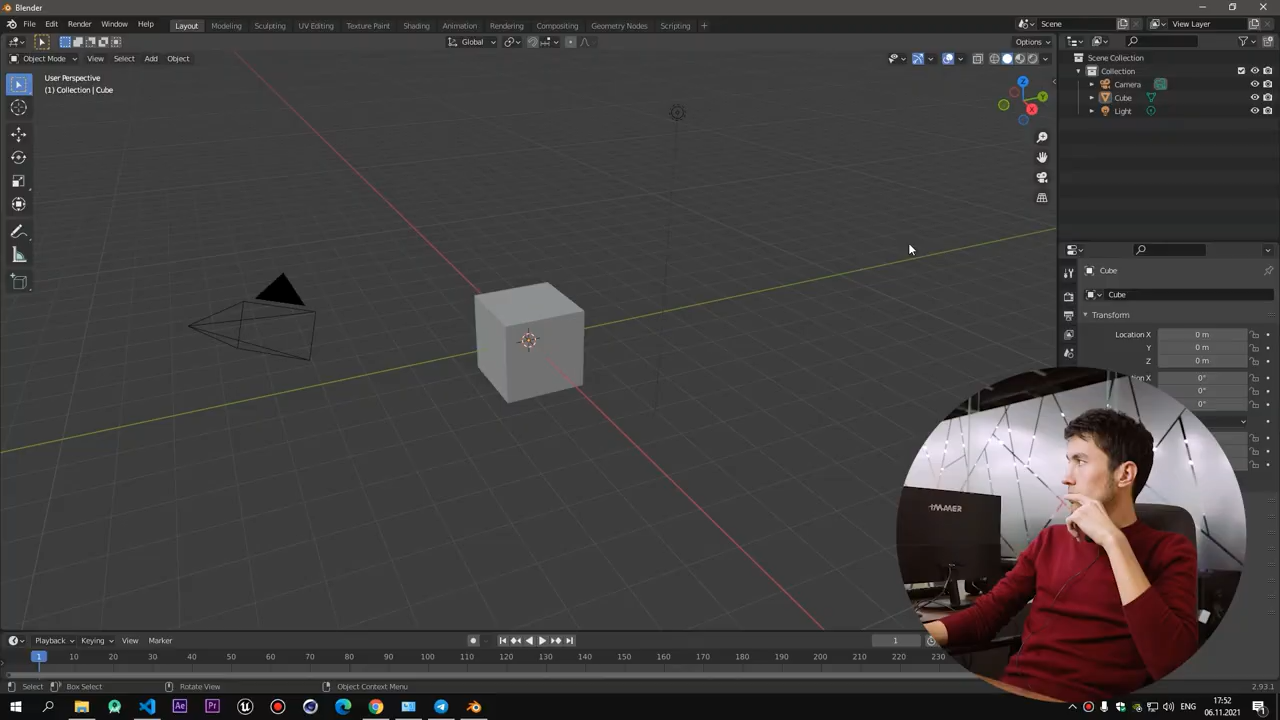 Blender
File Edit Render Window Help
Layout Modeling Sculpting UV Editing Texture Paint Shading Animation Rendering Compositing Geometry Nodes Scripting +
Scene
View Layer
Global
Options
Object Mode View Select Add Object
User Perspective
(1) Collection | Cube
Z
Y
X
Scene Collection
Collection
Camera
Cube
Light
Cube
Cube
Transform
Location X 0 m
Y 0 m
Z 0 m
on X 0°
0°
0°
Playback Keying View Marker
1
1 10 20 30 40 50 60 70 80 90 100 110 120 130 140 150 160 170 180 190 200 210 220 230
Select Box Select Rotate View Object Context Menu
2.93.1
Ae Pr
17:52
06.11.2021